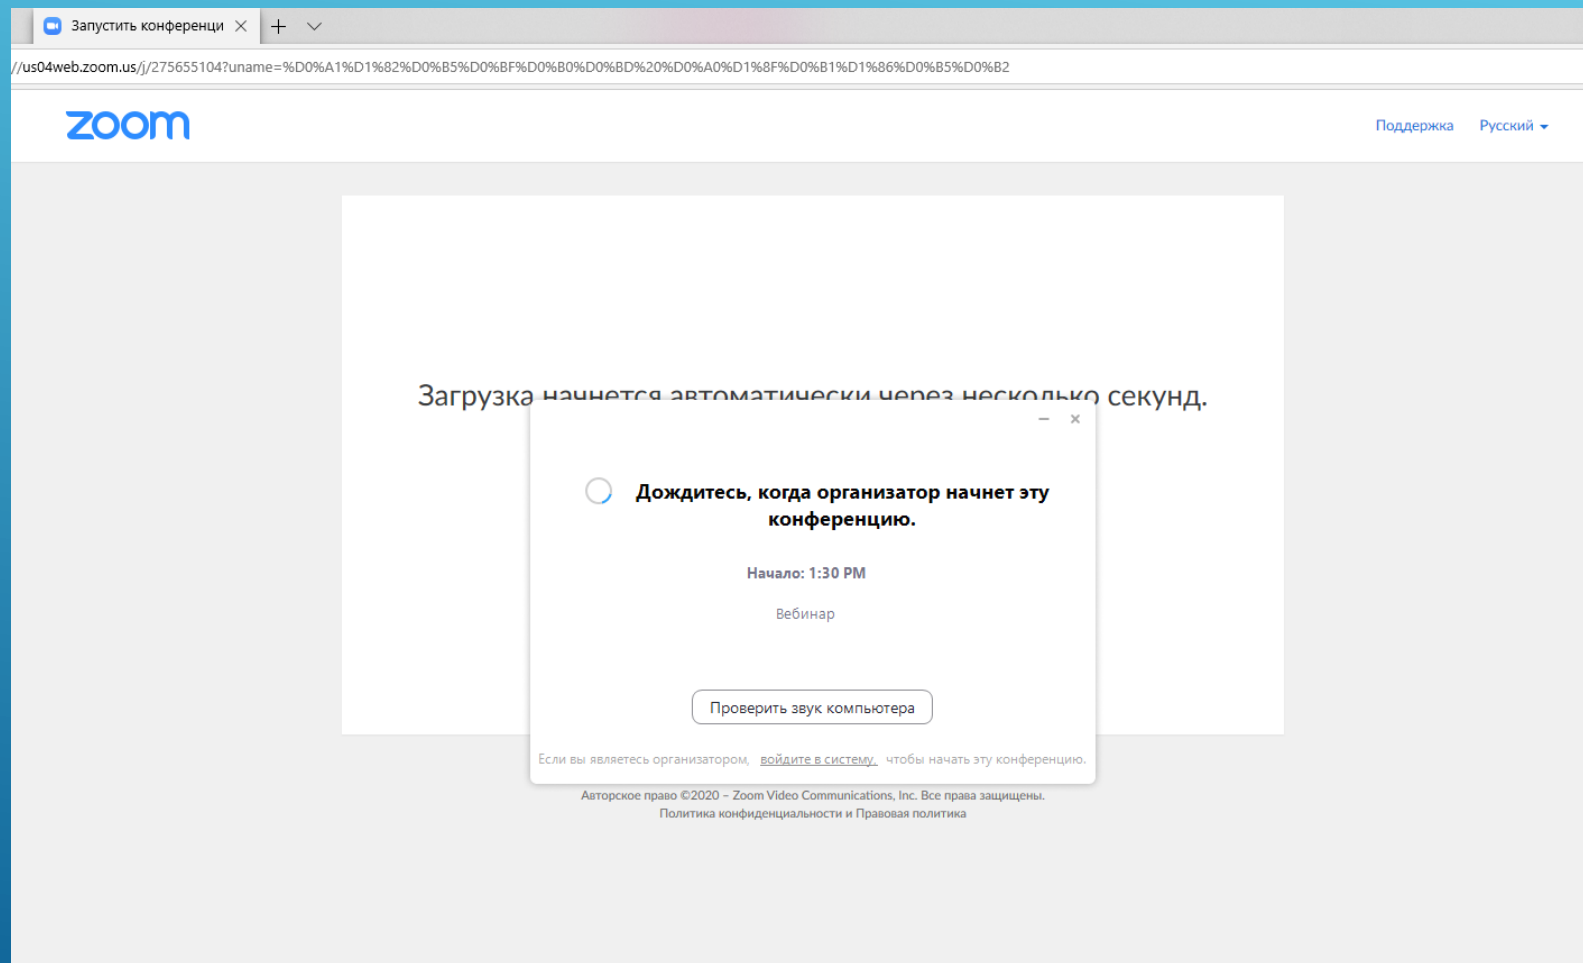 Запустить конференци
//us04web.zoom.us/j/275655104?uname=%D0%A1%D1%82%D0%B5%D0%BF%D0%B0%D0%BD%20%D0%A0%D1%8F%D0%B1%D1%86%D0%B5%D0%B2
zoom
Поддержка Русский
Загрузка начнется автоматически через несколько секунд.
Дождитесь, когда организатор начнет эту
конференцию.
Начало: 1:30 PM
Вебинар
Проверить звук компьютера
Если вы являетесь организатором, войдите в систему, чтобы начать эту конференцию.
Авторское право ©2020 – Zoom Video Communications, Inc. Все права защищены.
Политика конфиденциальности и Правовая политика